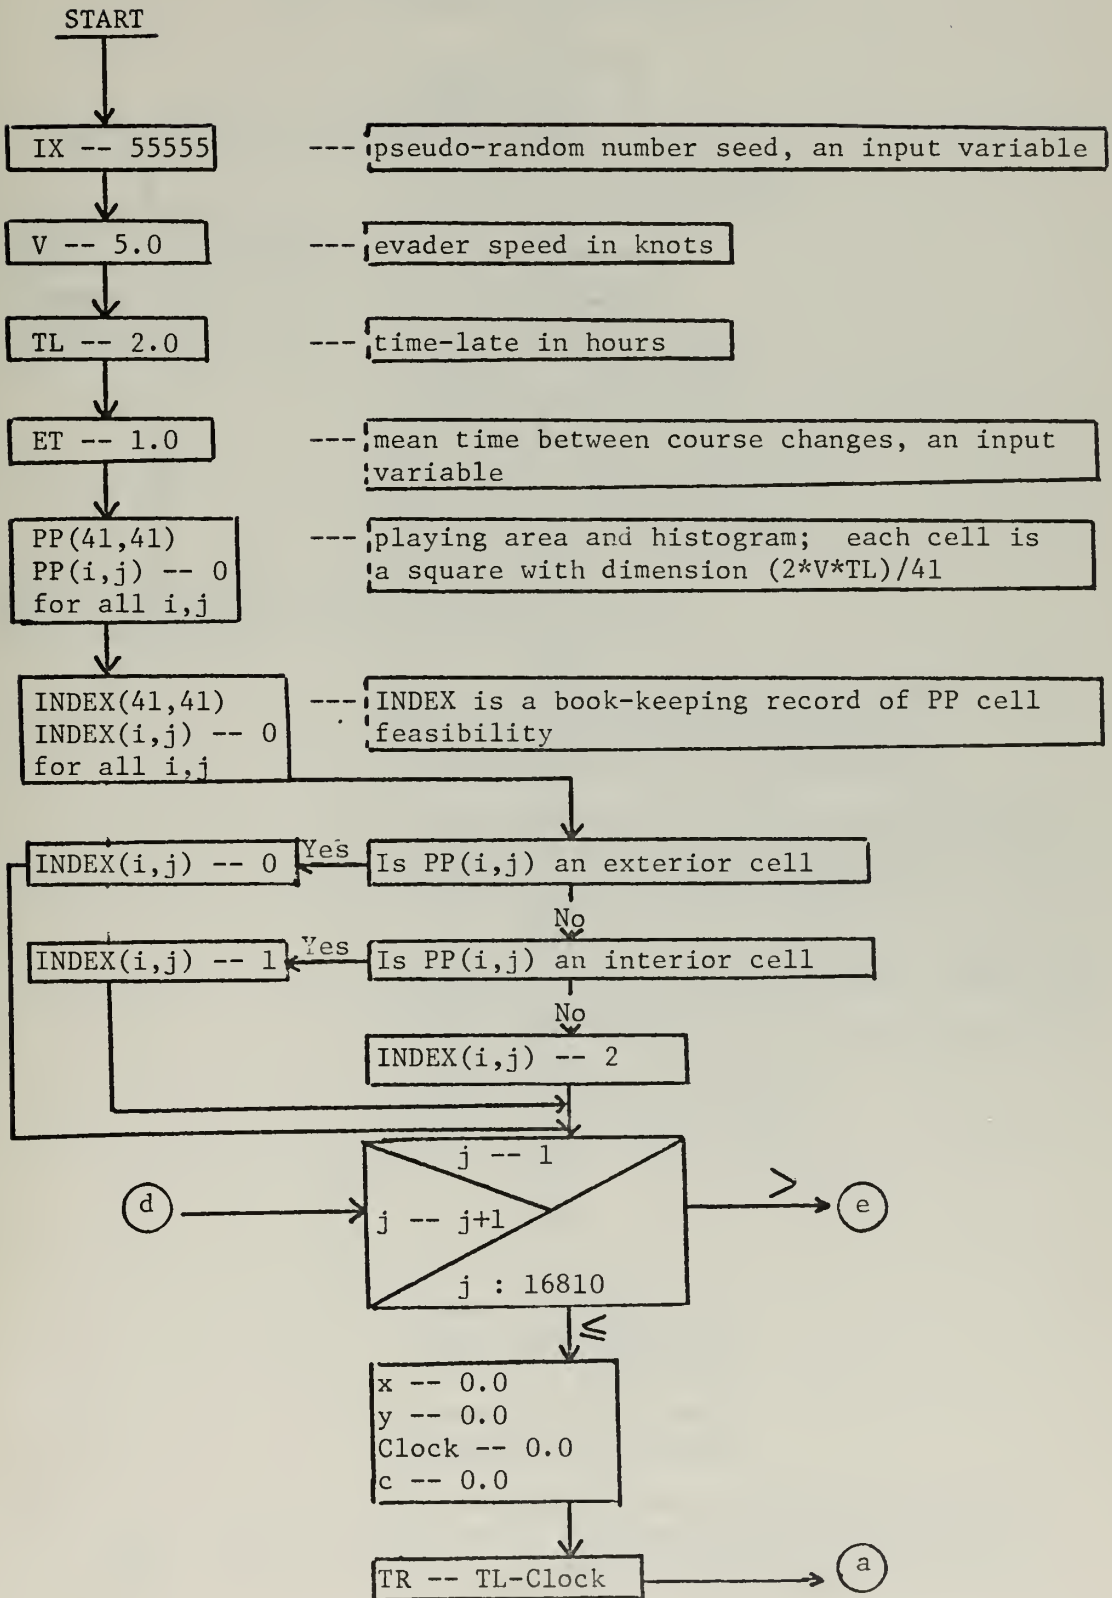 START
IX -- 55555
--- pseudo-random number seed, an input variable
V -- 5.0
--- evader speed in knots
TL -- 2.0
--- time-late in hours
ET -- 1.0
--- mean time between course changes, an input
variable
PP(41,41)
PP(i,j) -- 0
for all i,j
--- playing area and histogram; each cell is
a square with dimension (2*V*TL)/41
INDEX(41,41)
INDEX(i,j) -- 0
for all i,j
--- INDEX is a book-keeping record of PP cell
feasibility
INDEX(i,j) -- 0
Yes
Is PP(i,j) an exterior cell
No
INDEX(i,j) -- 1
Yes
Is PP(i,j) an interior cell
No
INDEX(i,j) -- 2
j -- 1
d
j -- j+1
>
e
j : 16810
≤
x -- 0.0
y -- 0.0
Clock -- 0.0
c -- 0.0
TR -- TL-Clock
a